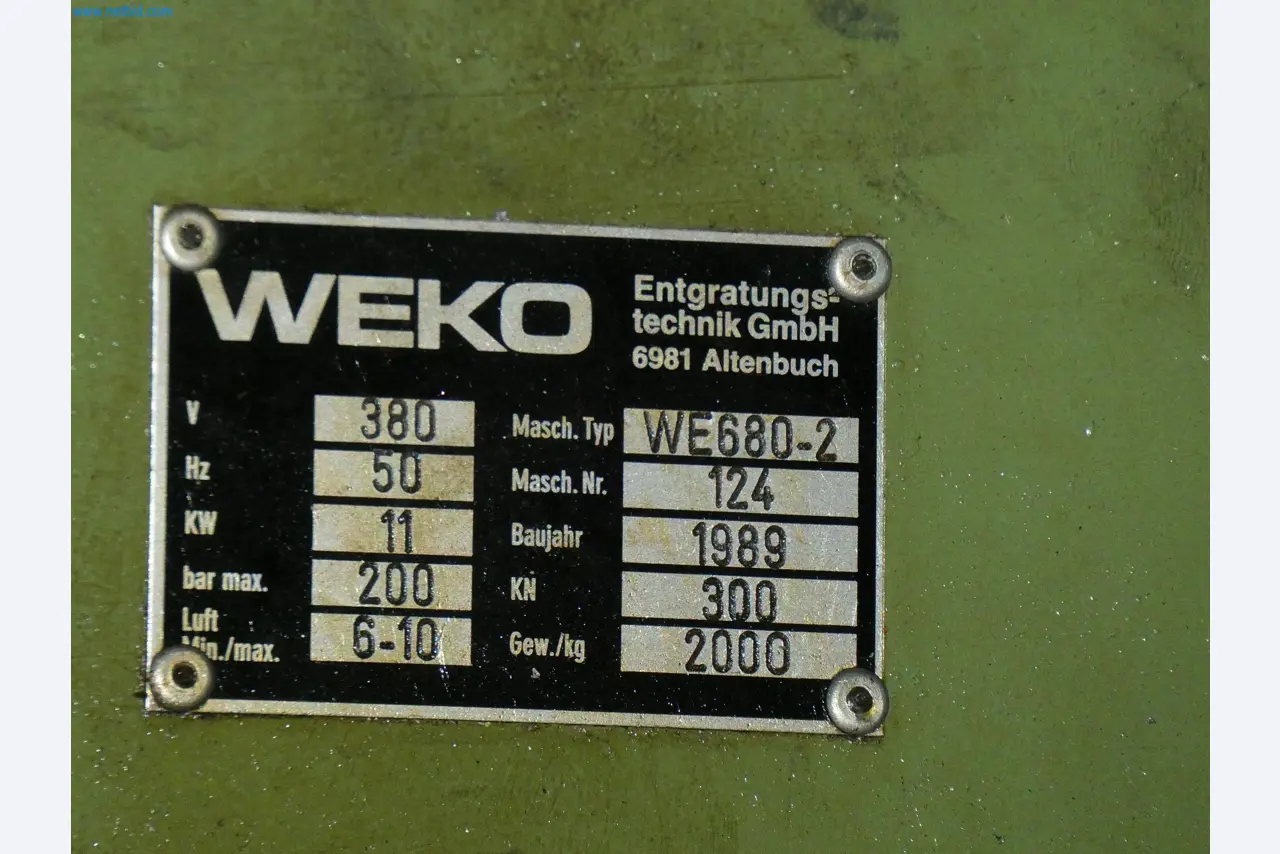 WEKO
Entgratungs-
technik GmbH
6981 Altenbuch
V 380
Hz 50
KW 11
bar max. 200
Luft
Min./max. 6-10
Masch. Typ WE680-2
Masch. Nr. 124
Baujahr 1989
KN 300
Gew./kg 2000